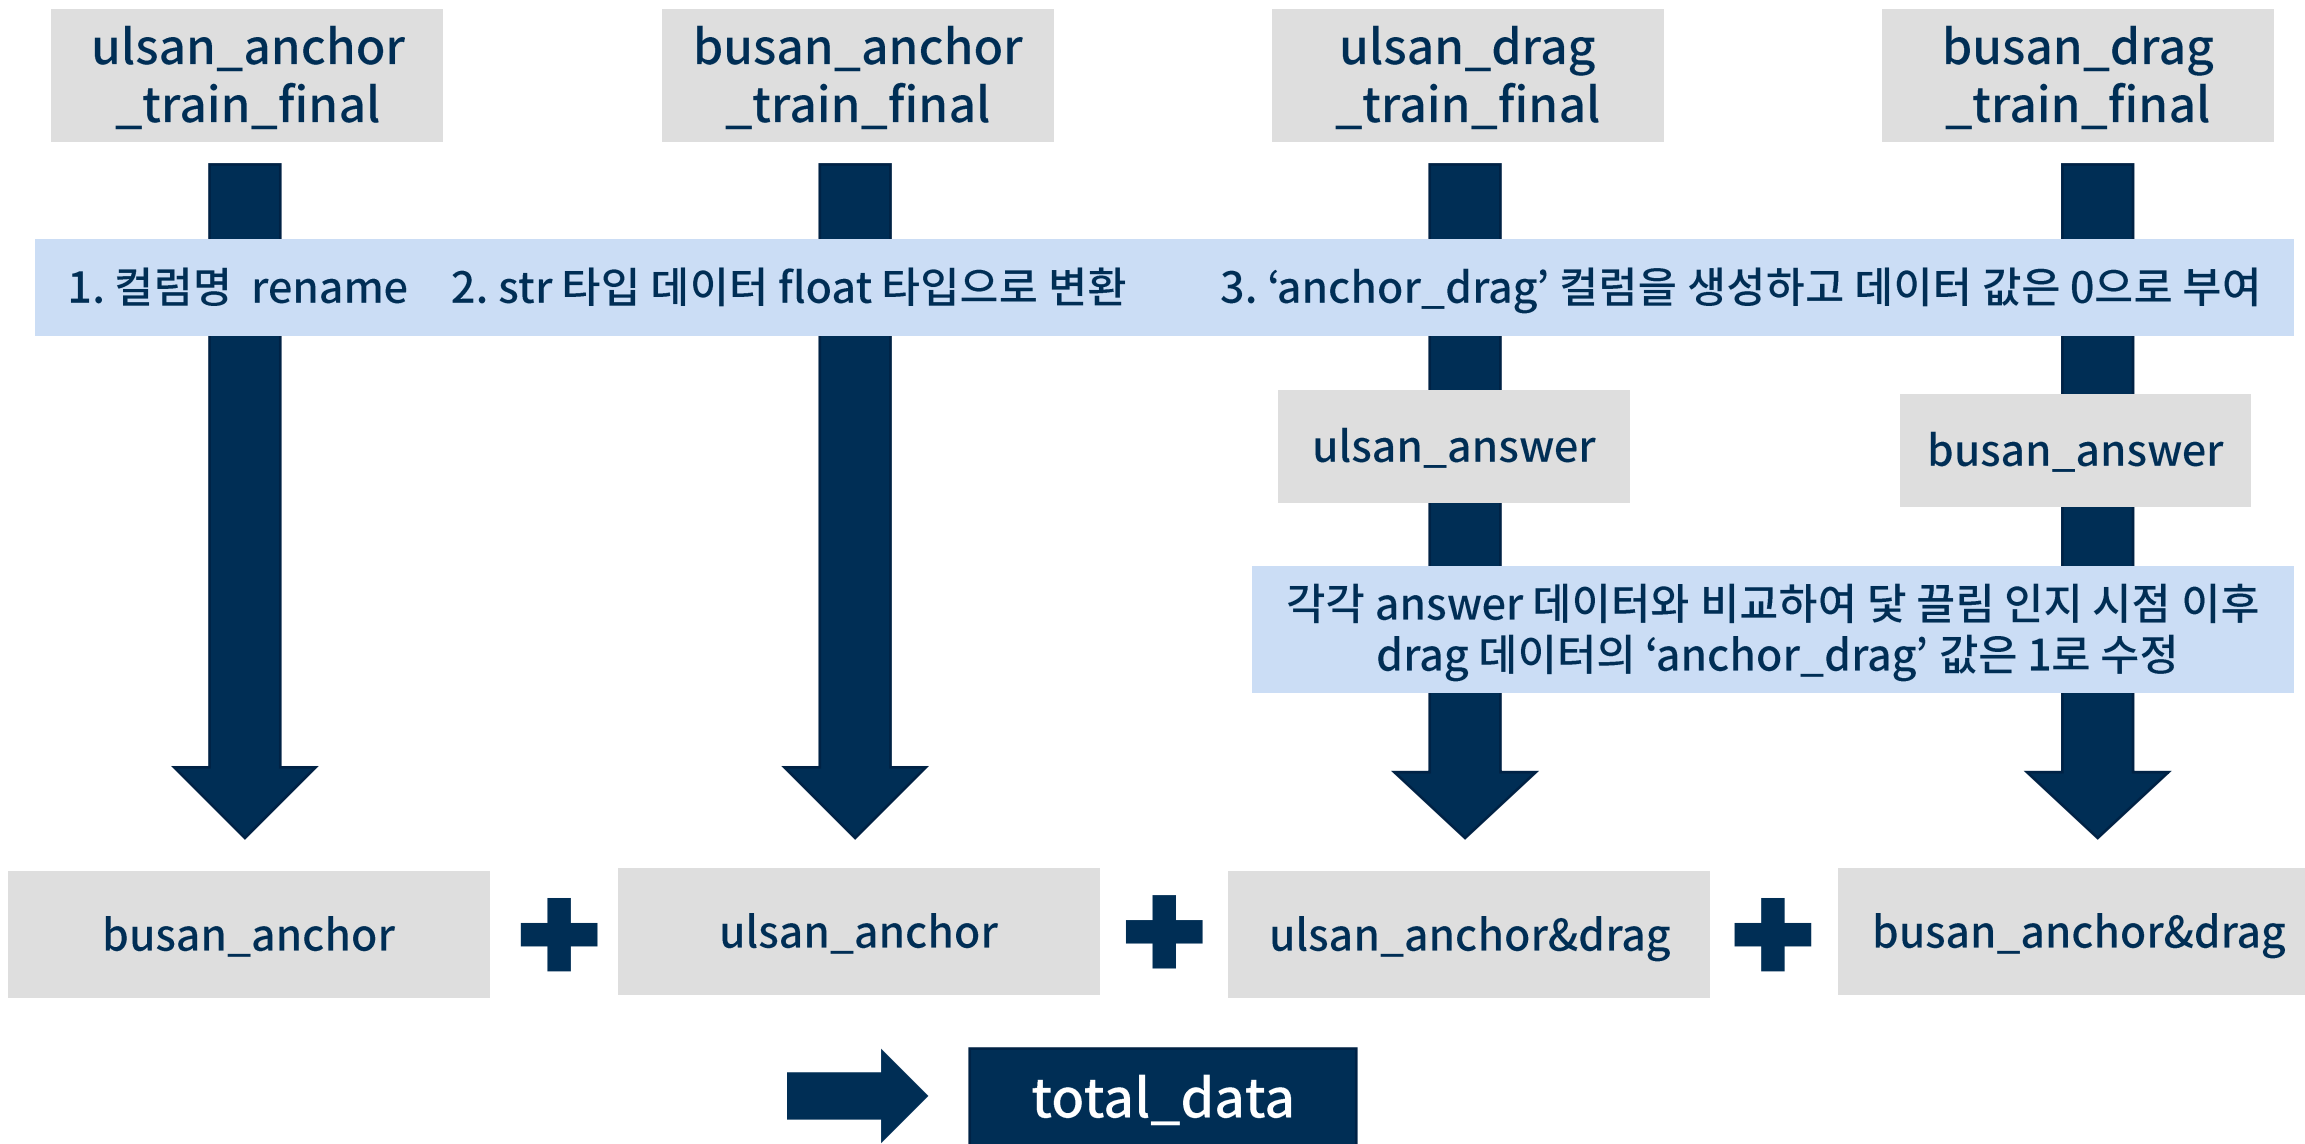 ulsan_anchor
_train_final
busan_anchor
_train_final
ulsan_drag
_train_final
busan_drag
_train_final
1. 컬럼명 rename
2. str 타입 데이터 float 타입으로 변환
3. ‘anchor_drag’ 컬럼을 생성하고 데이터 값은 0으로 부여
ulsan_answer
busan_answer
각각 answer 데이터와 비교하여 닻 끌림 인지 시점 이후
drag 데이터의 ‘anchor_drag’ 값은 1로 수정
busan_anchor
ulsan_anchor
ulsan_anchor&drag
busan_anchor&drag
total_data